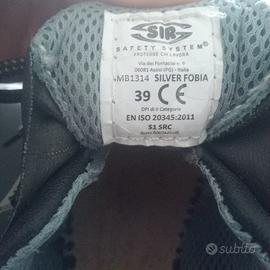 SIR
SAFETY SYSTEM®
PROTEGGE CHI LAVORA
Via dei Fornaciai n. 9
06081 Assisi (PG) - Italia
MB1314 SILVER FOBIA
39 CE
DPI di II Categoria
EN ISO 20345:2011
S1 SRC
subito